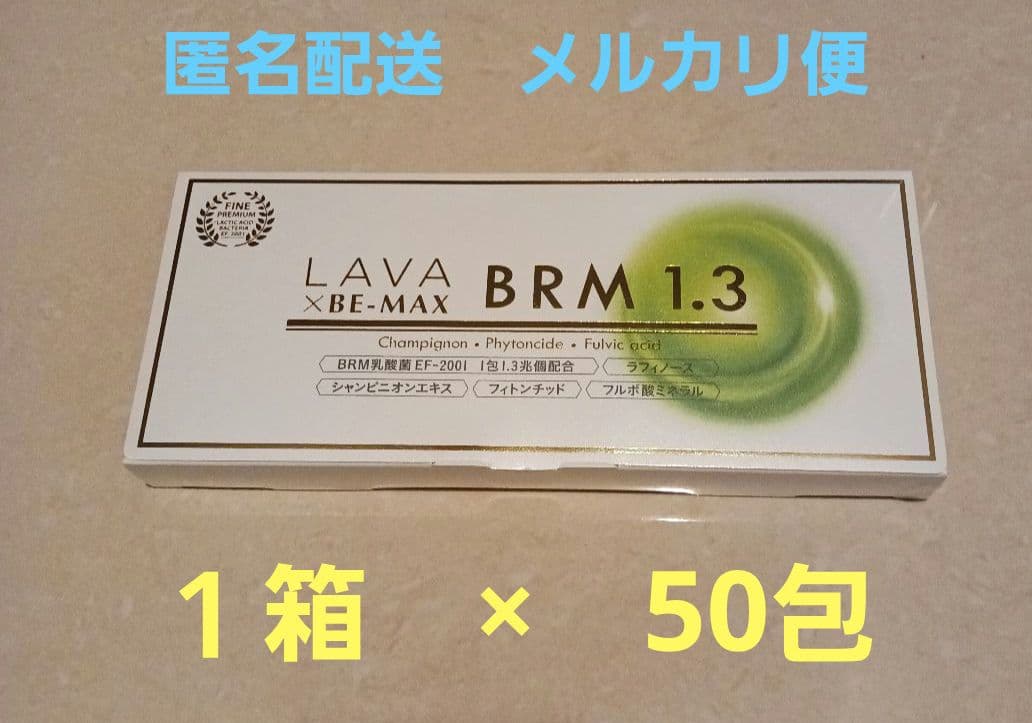 匿名配送　メルカリ便
FINE
PREMIUM
LACTIC ACID
BACTERIA
EF-2001
LAVA
×BE-MAX
BRM 1.3
Champignon • Phytoncide • Fulvic acid
BRM乳酸菌 EF-2001　1包1.3兆個配合
ラフィノース
シャンピニオンエキス
フィトンチッド
フルボ酸ミネラル
１箱　×　50包